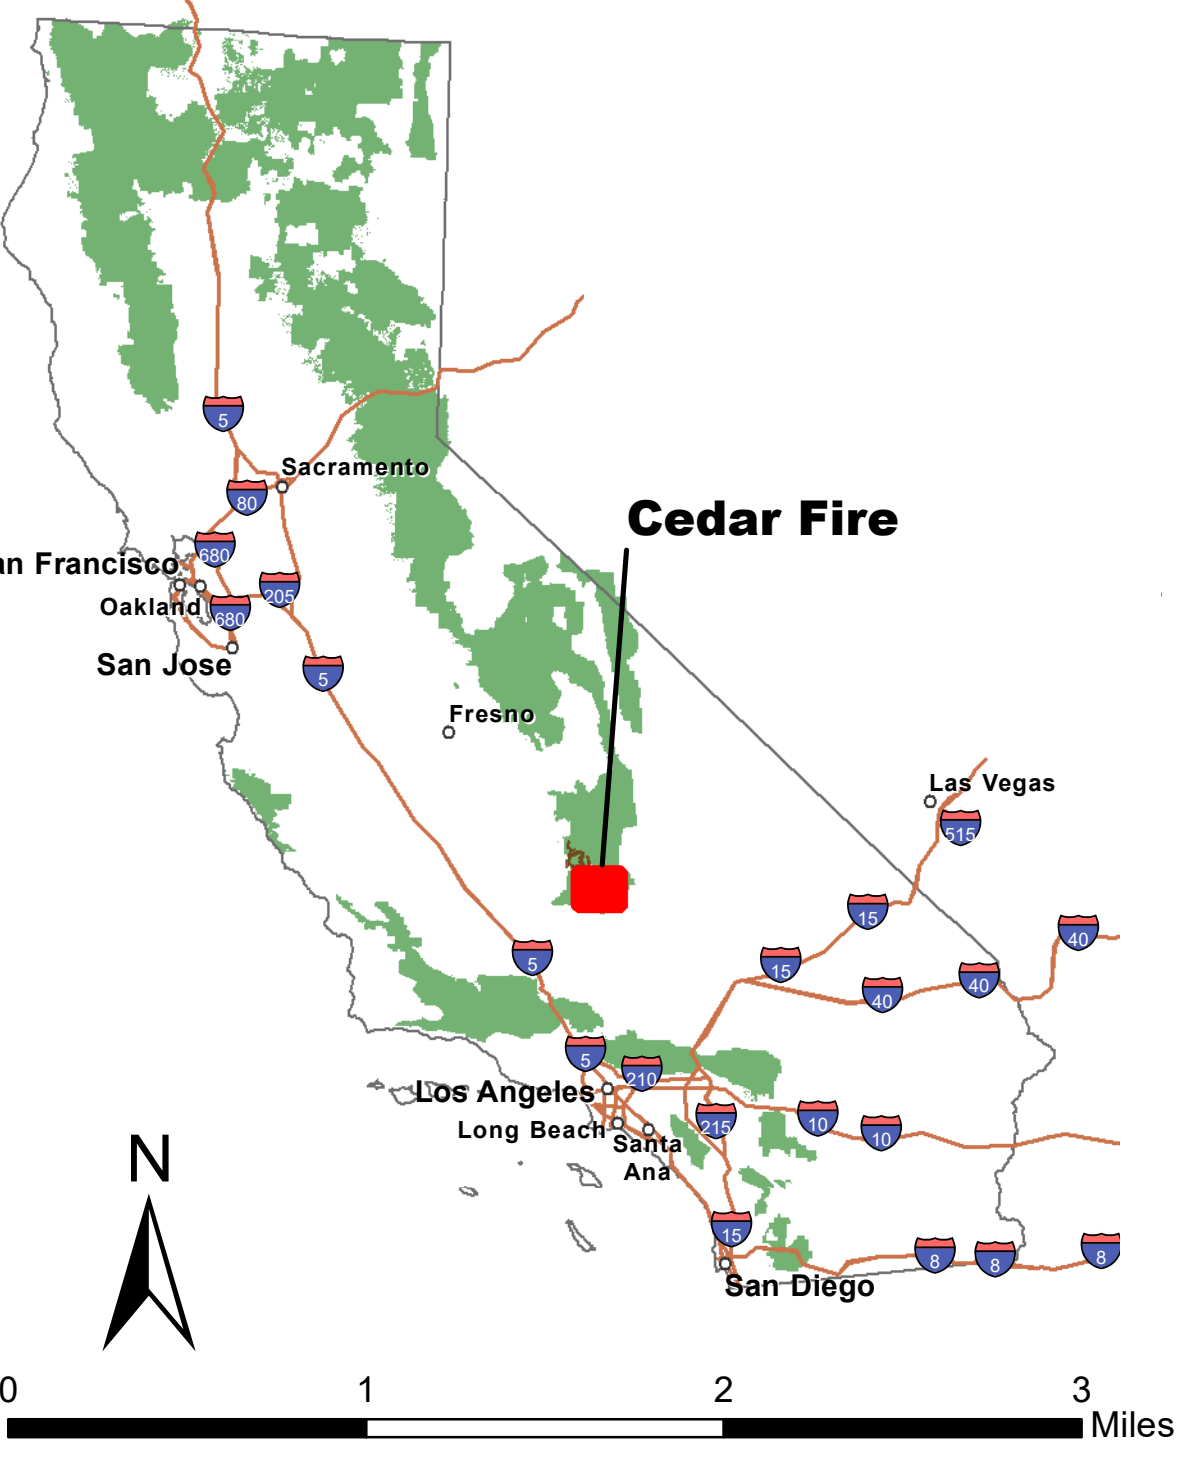 5
Sacramento
80
Cedar Fire
680
an Francisco
205
Oakland
680
San Jose
5
Fresno
Las Vegas
515
15
40
5
15
40
40
5
210
Los Angeles
215
10
10
Long Beach
Santa
Ana
N
15
8
8
8
San Diego
0 1 2 3
Miles